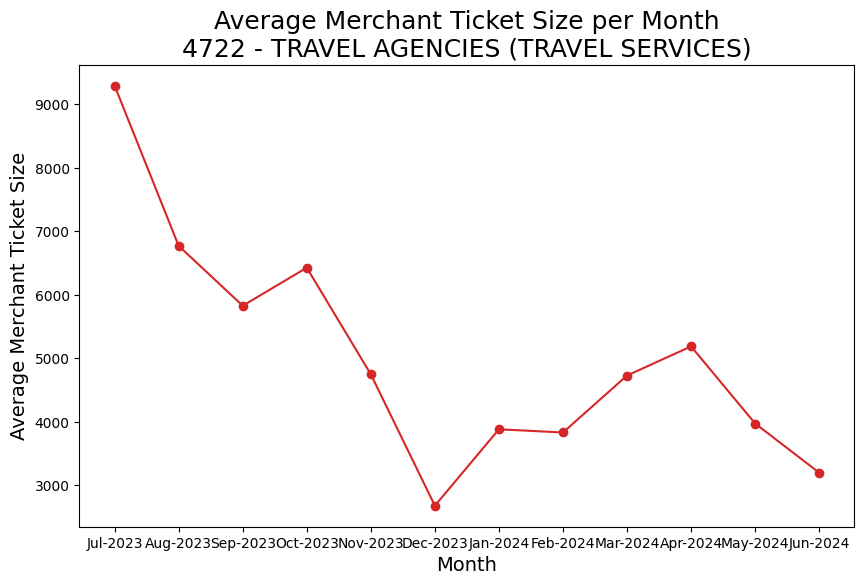 Average Merchant Ticket Size per Month
4722 - TRAVEL AGENCIES (TRAVEL SERVICES)
Average Merchant Ticket Size
9000
8000
7000
6000
5000
4000
3000
Jul-2023 Aug-2023 Sep-2023 Oct-2023 Nov-2023 Dec-2023 Jan-2024 Feb-2024 Mar-2024 Apr-2024 May-2024 Jun-2024
Month